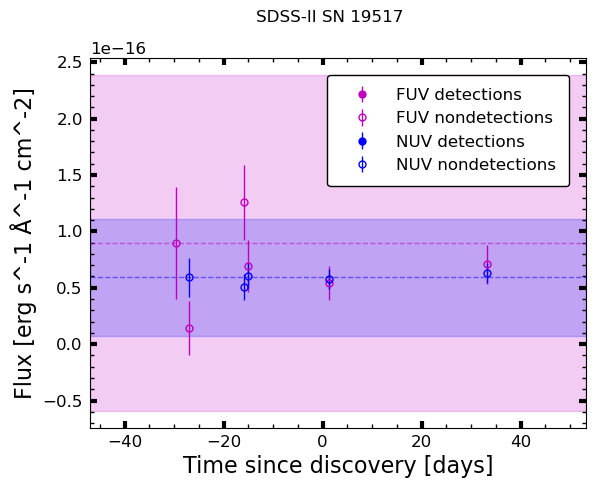 SDSS-II SN 19517
1e−16
2.5
2.0
1.5
1.0
0.5
0.0
−0.5
Flux [erg s^-1 Å^-1 cm^-2]
FUV detections
FUV nondetections
NUV detections
NUV nondetections
−40 −20 0 20 40
Time since discovery [days]